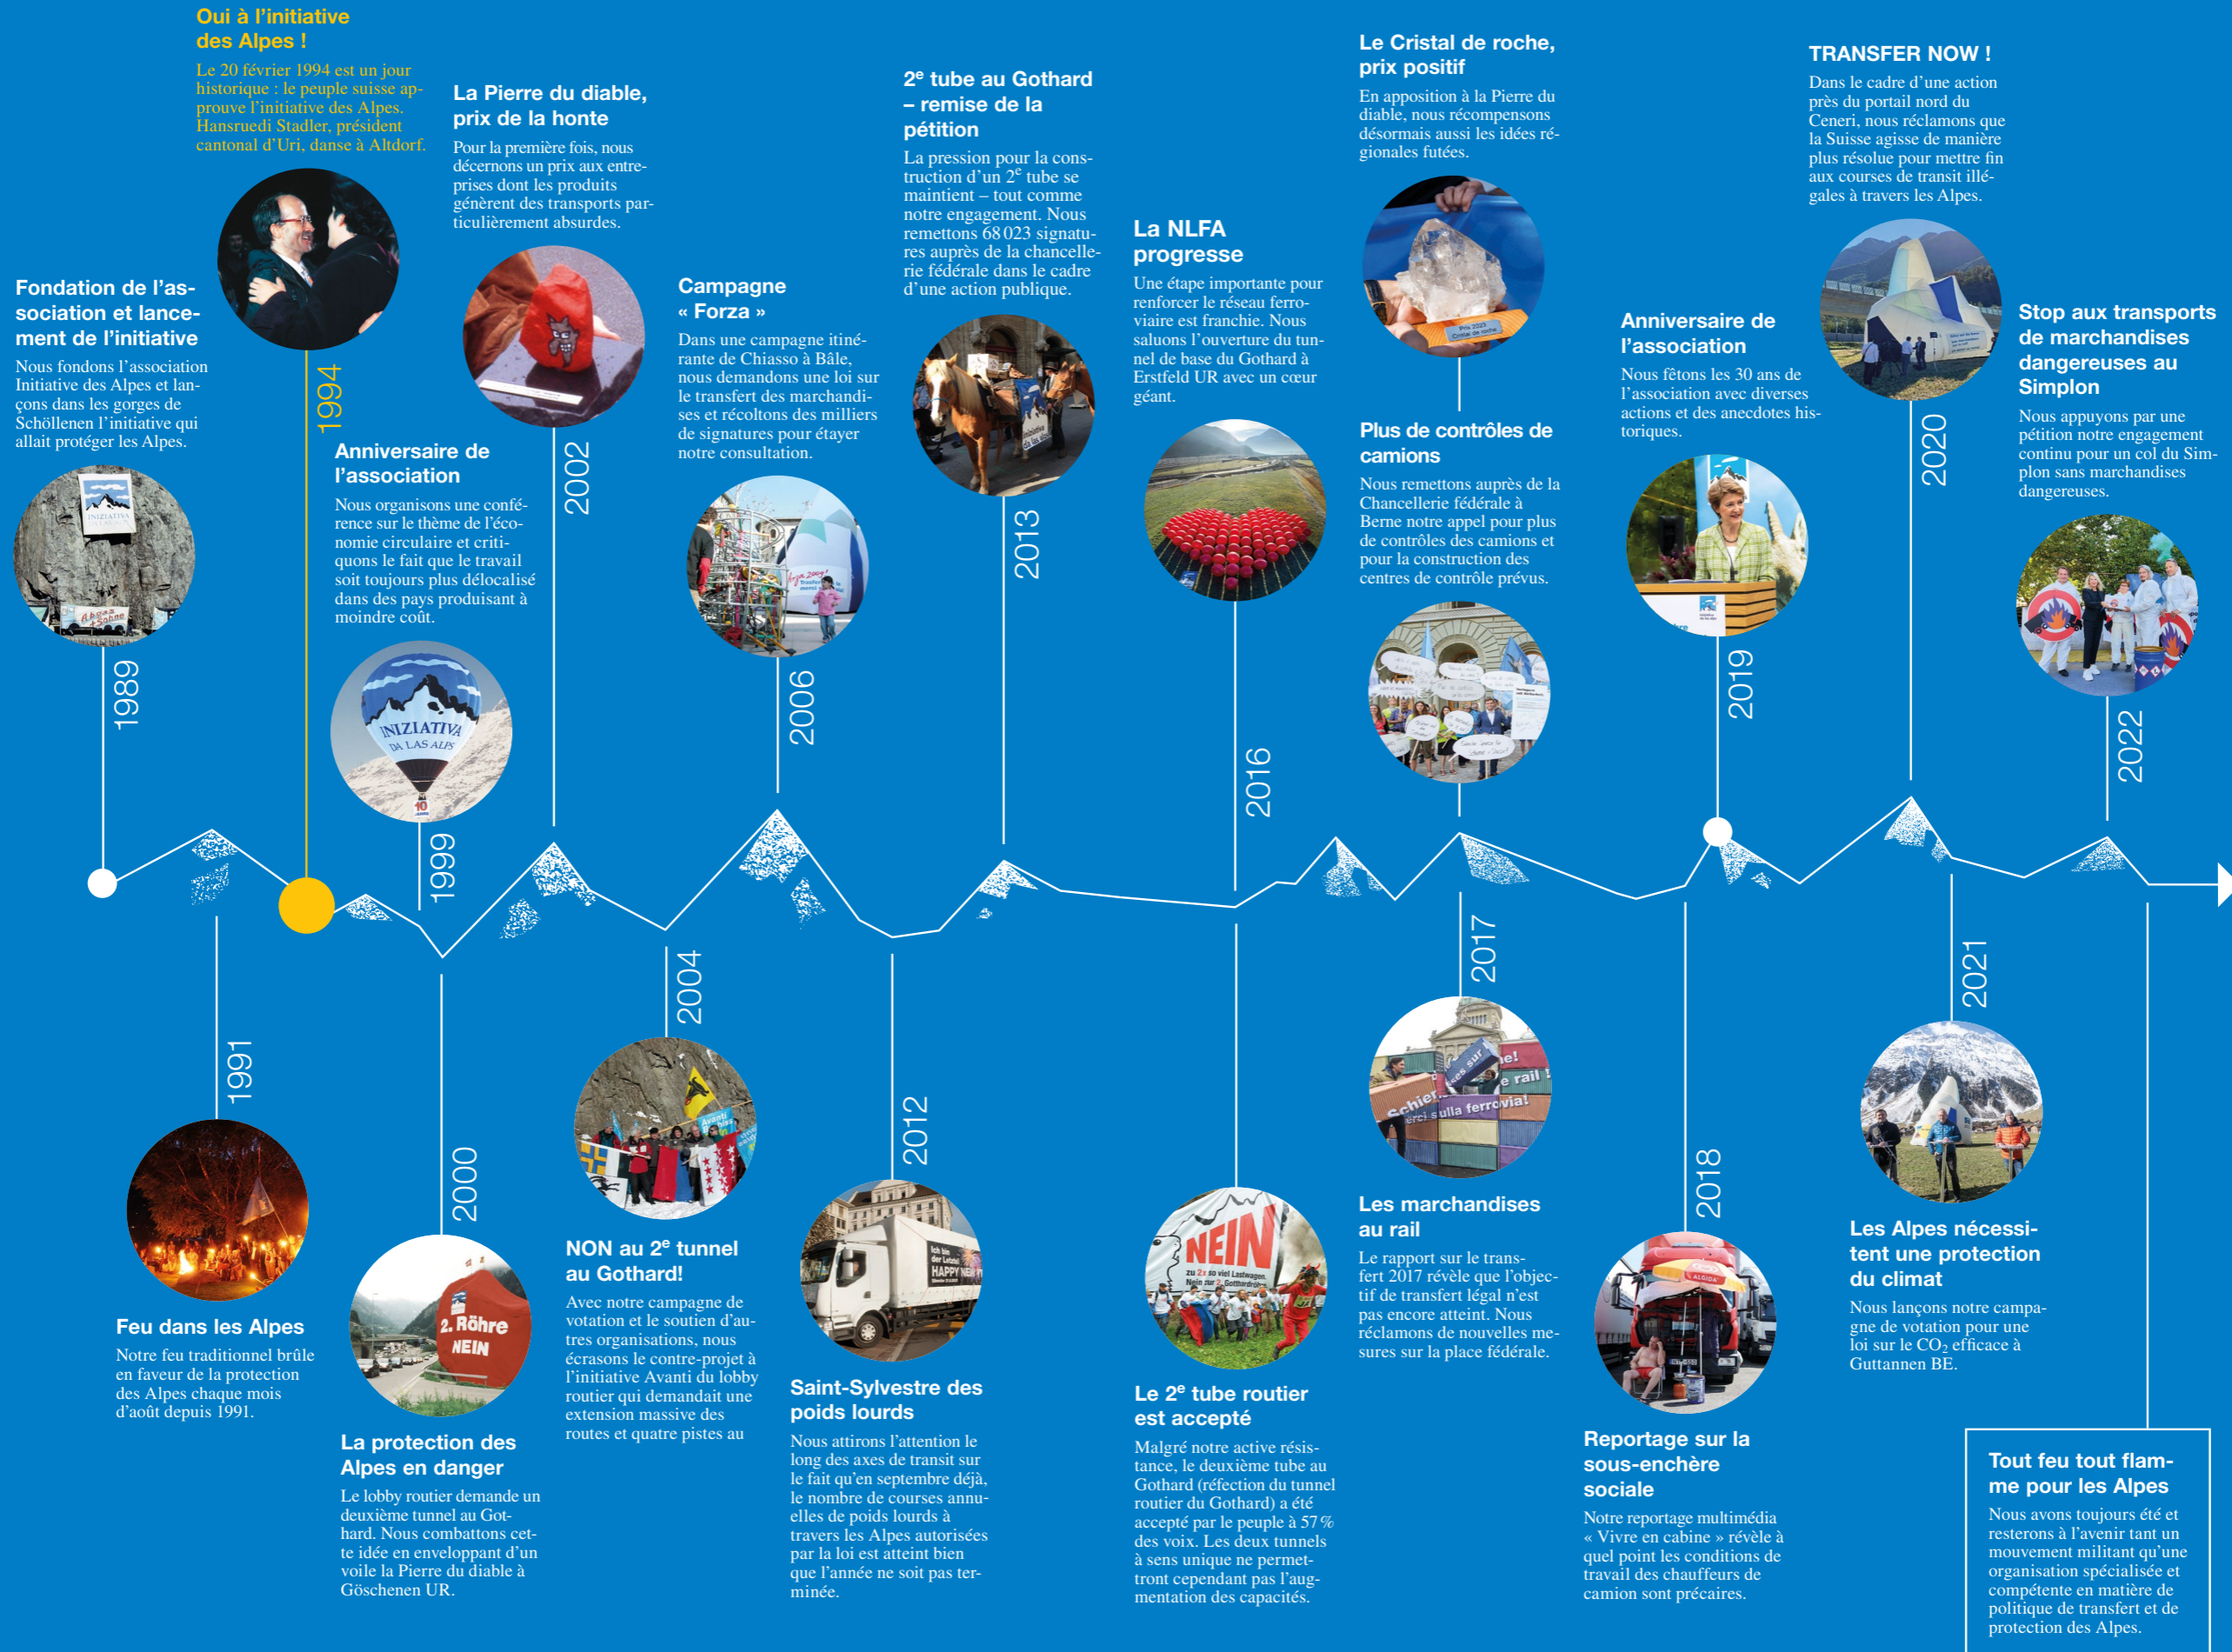 Oui à l'initiative
des Alpes !
Le 20 février 1994 est un jour
historique : le peuple suisse ap-
prouve l'initiative des Alpes.
Hansruedi Stadler, président
cantonal d'Uri, danse à Altdorf.
1994
La Pierre du diable,
prix de la honte
Pour la première fois, nous
décernons un prix aux entre-
prises dont les produits
génèrent des transports par-
ticulièrement absurdes.
2002
2e tube au Gothard
– remise de la
pétition
La pression pour la cons-
truction d'un 2e tube se
maintient – tout comme
notre engagement. Nous
remettons 68 023 signatu-
res auprès de la chancelle-
rie fédérale dans le cadre
d'une action publique.
2013
Le Cristal de roche,
prix positif
En apposition à la Pierre du
diable, nous récompensons
désormais aussi les idées ré-
gionales futées.
Prix 2023
Cristal de roche
TRANSFER NOW !
Dans le cadre d'une action
près du portail nord du
Ceneri, nous réclamons que
la Suisse agisse de manière
plus résolue pour mettre fin
aux courses de transit illé-
gales à travers les Alpes.
2020
Fondation de l'as-
sociation et lance-
ment de l'initiative
Nous fondons l'association
Initiative des Alpes et lan-
çons dans les gorges de
Schöllenen l'initiative qui
allait protéger les Alpes.
INIZIATIVA
1989
Anniversaire de
l'association
Nous organisons une confé-
rence sur le thème de l'éco-
nomie circulaire et criti-
quons le fait que le travail
soit toujours plus délocalisé
dans des pays produisant à
moindre coût.
INIZIATIVA
DA LAS ALPS
10
1999
Campagne
« Forza »
Dans une campagne itiné-
rante de Chiasso à Bâle,
nous demandons une loi sur
le transfert des marchandi-
ses et récoltons des milliers
de signatures pour étayer
notre consultation.
2006
La NLFA
progresse
Une étape importante pour
renforcer le réseau ferro-
viaire est franchie. Nous
saluons l'ouverture du tun-
nel de base du Gothard à
Erstfeld UR avec un cœur
géant.
2016
Plus de contrôles de
camions
Nous remettons auprès de la
Chancellerie fédérale à
Berne notre appel pour plus
de contrôles des camions et
pour la construction des
centres de contrôle prévus.
Anniversaire de
l'association
Nous fêtons les 30 ans de
l'association avec diverses
actions et des anecdotes his-
toriques.
2019
Stop aux transports
de marchandises
dangereuses au
Simplon
Nous appuyons par une
pétition notre engagement
continu pour un col du Sim-
plon sans marchandises
dangereuses.
2022
1991
Feu dans les Alpes
Notre feu traditionnel brûle
en faveur de la protection
des Alpes chaque mois
d'août depuis 1991.
2000
2. Röhre
NEIN
La protection des
Alpes en danger
Le lobby routier demande un
deuxième tunnel au Got-
hard. Nous combattons cet-
te idée en enveloppant d'un
voile la Pierre du diable à
Göschenen UR.
2004
Avanti
NON au 2e tunnel
au Gothard!
Avec notre campagne de
votation et le soutien d'au-
tres organisations, nous
écrasons le contre-projet à
l'initiative Avanti du lobby
routier qui demandait une
extension massive des
routes et quatre pistes au
2012
Ich bin
der Letzte!
HAPPY NEW
Saint-Sylvestre des
poids lourds
Nous attirons l'attention le
long des axes de transit sur
le fait qu'en septembre déjà,
le nombre de courses annu-
elles de poids lourds à
travers les Alpes autorisées
par la loi est atteint bien
que l'année ne soit pas ter-
minée.
NEIN
zu 2x so viel Lastwagen.
Nein zur 2. Gotthardröhre
Le 2e tube routier
est accepté
Malgré notre active résis-
tance, le deuxième tube au
Gothard (réfection du tunnel
routier du Gothard) a été
accepté par le peuple à 57 %
des voix. Les deux tunnels
à sens unique ne permet-
tront cependant pas l'aug-
mentation des capacités.
2017
sur
e rail !
Schier
erci sulla ferrovia!
Les marchandises
au rail
Le rapport sur le trans-
fert 2017 révèle que l'objec-
tif de transfert légal n'est
pas encore atteint. Nous
réclamons de nouvelles me-
sures sur la place fédérale.
2018
ALGIDA
Reportage sur la
sous-enchère
sociale
Notre reportage multimédia
« Vivre en cabine » révèle à
quel point les conditions de
travail des chauffeurs de
camion sont précaires.
2021
Les Alpes nécessi-
tent une protection
du climat
Nous lançons notre campa-
gne de votation pour une
loi sur le CO2 efficace à
Guttannen BE.
Tout feu tout flam-
me pour les Alpes
Nous avons toujours été et
resterons à l'avenir tant un
mouvement militant qu'une
organisation spécialisée et
compétente en matière de
politique de transfert et de
protection des Alpes.